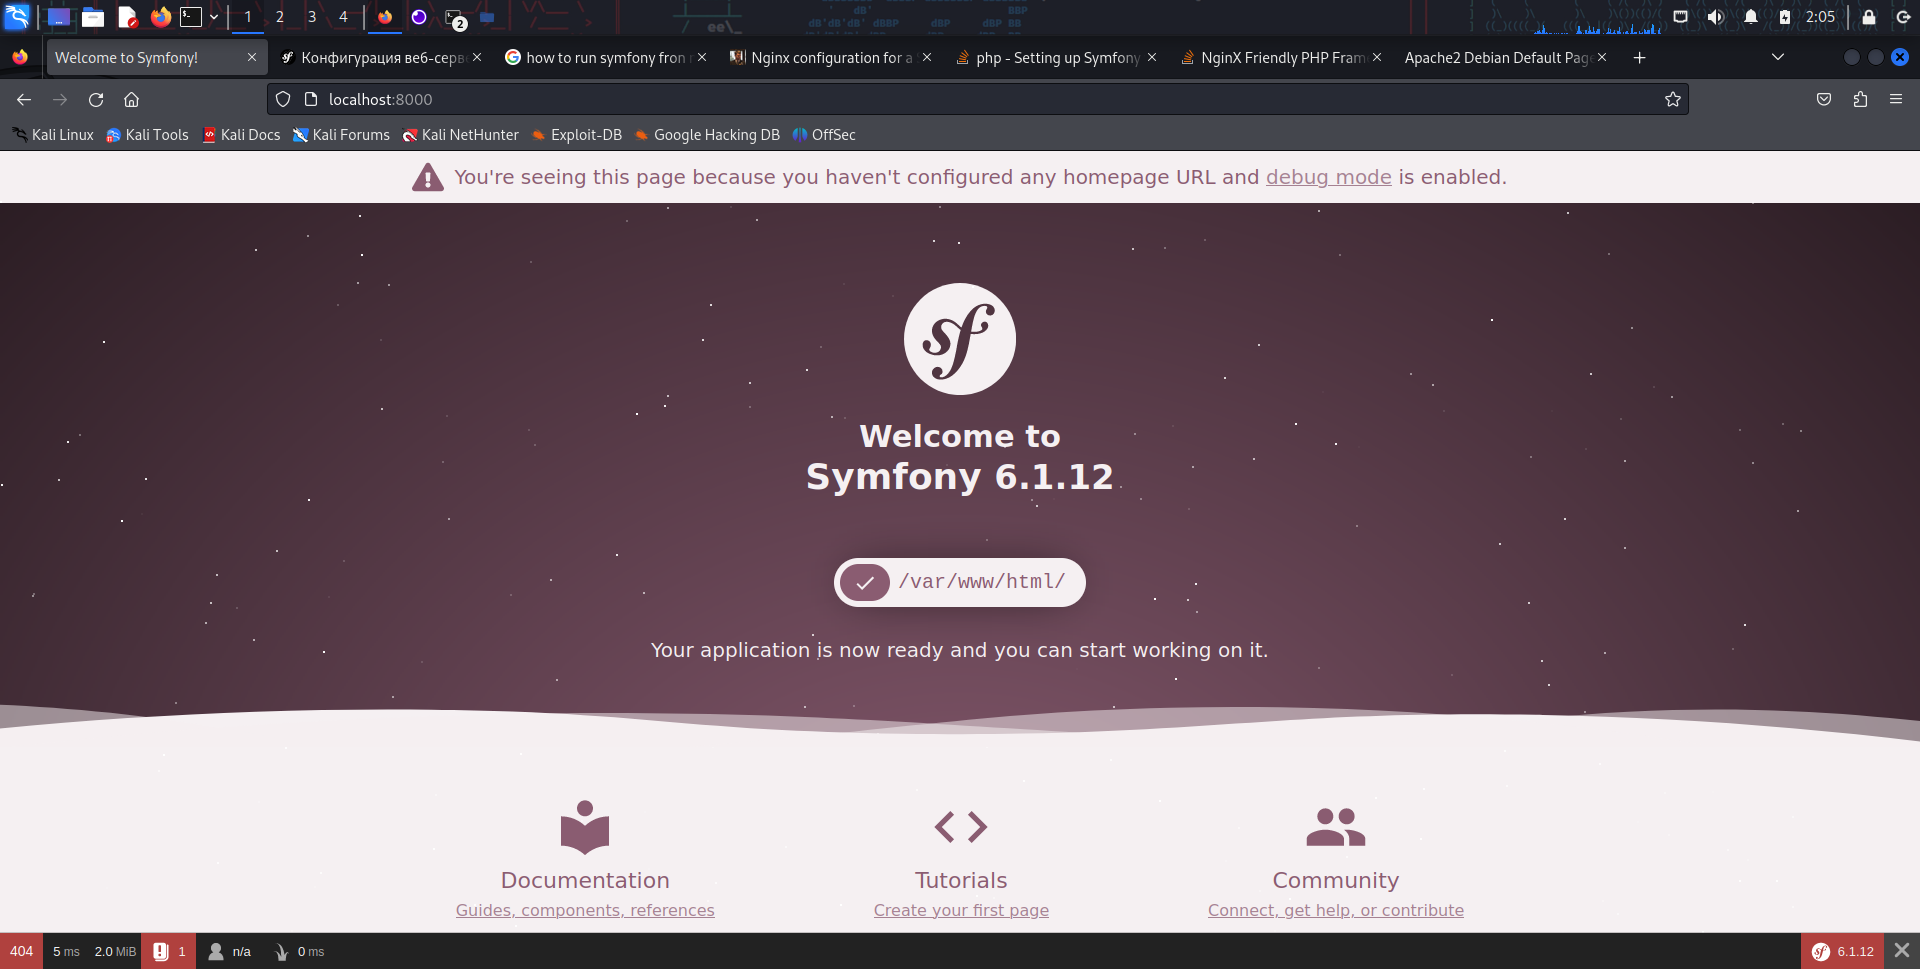 1 2 3 4 2 2:05
Welcome to Symfony!
Конфигурация веб-серв
how to run symfony fron
Nginx configuration for a
php - Setting up Symfony
NginX Friendly PHP Fram
Apache2 Debian Default Page
localhost:8000
Kali Linux Kali Tools Kali Docs Kali Forums Kali NetHunter Exploit-DB Google Hacking DB OffSec
You're seeing this page because you haven't configured any homepage URL and debug mode is enabled.
sf
Welcome to
Symfony 6.1.12
/var/www/html/
Your application is now ready and you can start working on it.
Documentation
Guides, components, references
Tutorials
Create your first page
Community
Connect, get help, or contribute
404 5 ms 2.0 MiB 1 n/a 0 ms sf 6.1.12